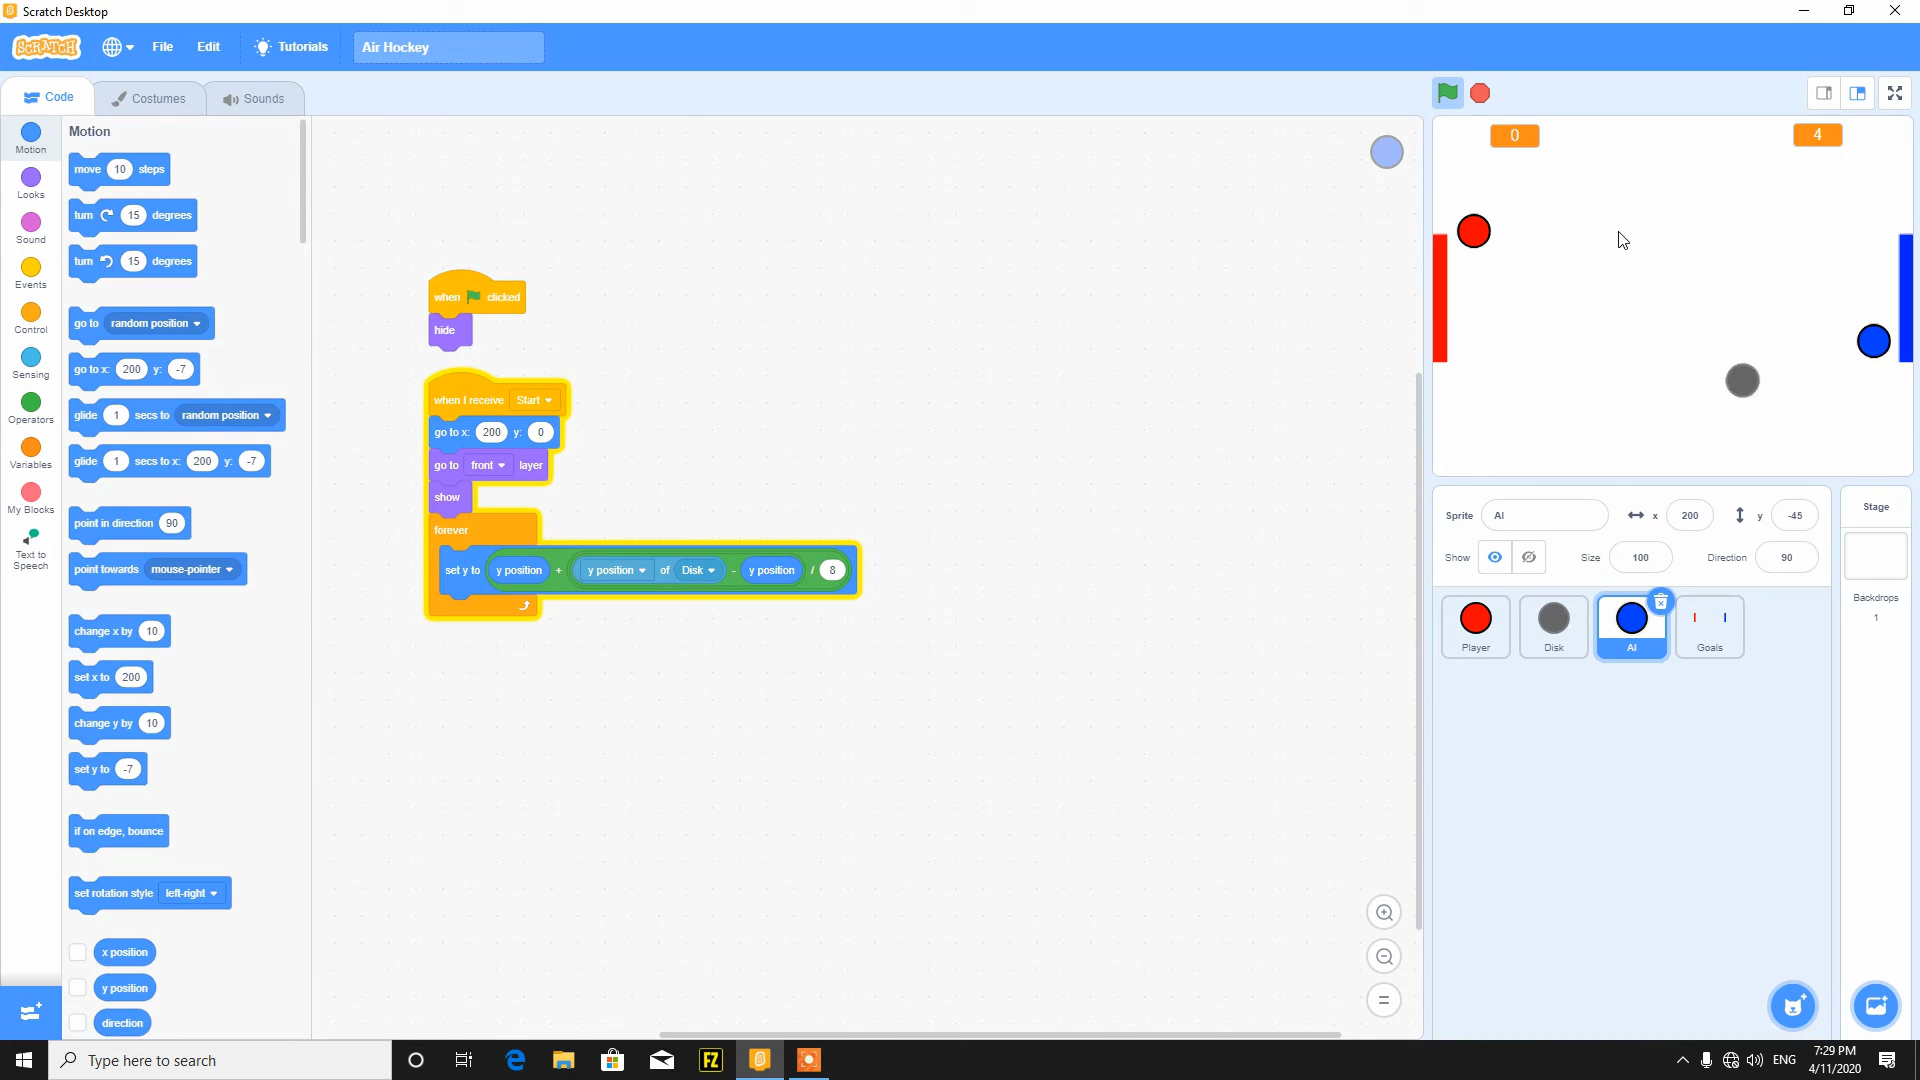 Scratch Desktop
SCRATCH File Edit Tutorials Air Hockey
Code Costumes Sounds
Motion
Looks
Sound
Events
Control
Sensing
Operators
Variables
My Blocks
Text to
Speech
Motion
move 10 steps
turn 15 degrees
turn 15 degrees
go to random position
go to x: 200 y: -7
glide 1 secs to random position
glide 1 secs to x: 200 y: -7
point in direction 90
point towards mouse-pointer
change x by 10
set x to 200
change y by 10
set y to -7
if on edge, bounce
set rotation style left-right
x position
y position
direction
when clicked
hide
when I receive Start
go to x: 200 y: 0
go to front layer
show
forever
set y to y position + y position of Disk - y position / 8
0 4
Sprite AI x 200 y -45
Show Size 100 Direction 90
Player Disk AI Goals
Stage
Backdrops
1
Type here to search
FZ
ENG
7:29 PM
4/11/2020